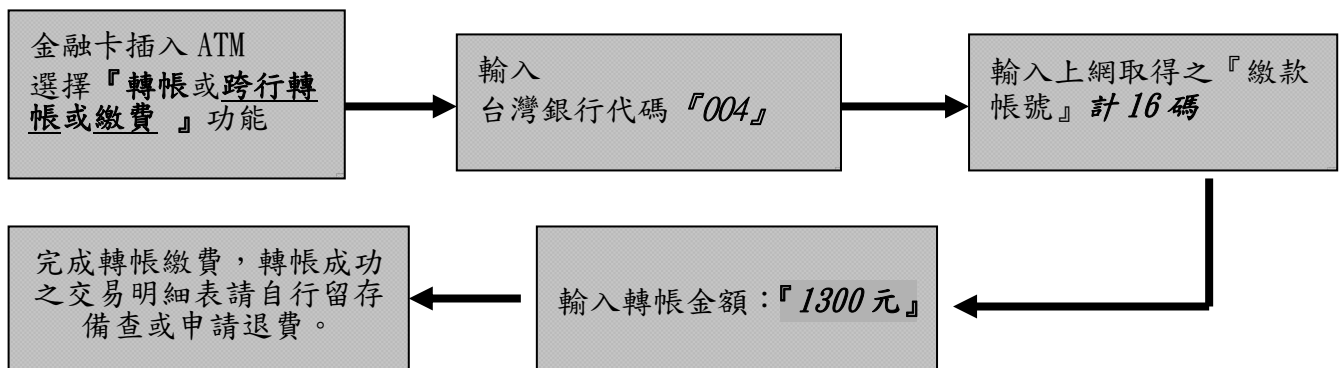 金融卡插入 ATM
選擇『轉帳或跨行轉
帳或繳費 』功能
輸入
台灣銀行代碼『004』
輸入上網取得之『繳款
帳號』計 16 碼
輸入轉帳金額：『1300 元』
完成轉帳繳費，轉帳成功
之交易明細表請自行留存
備查或申請退費。